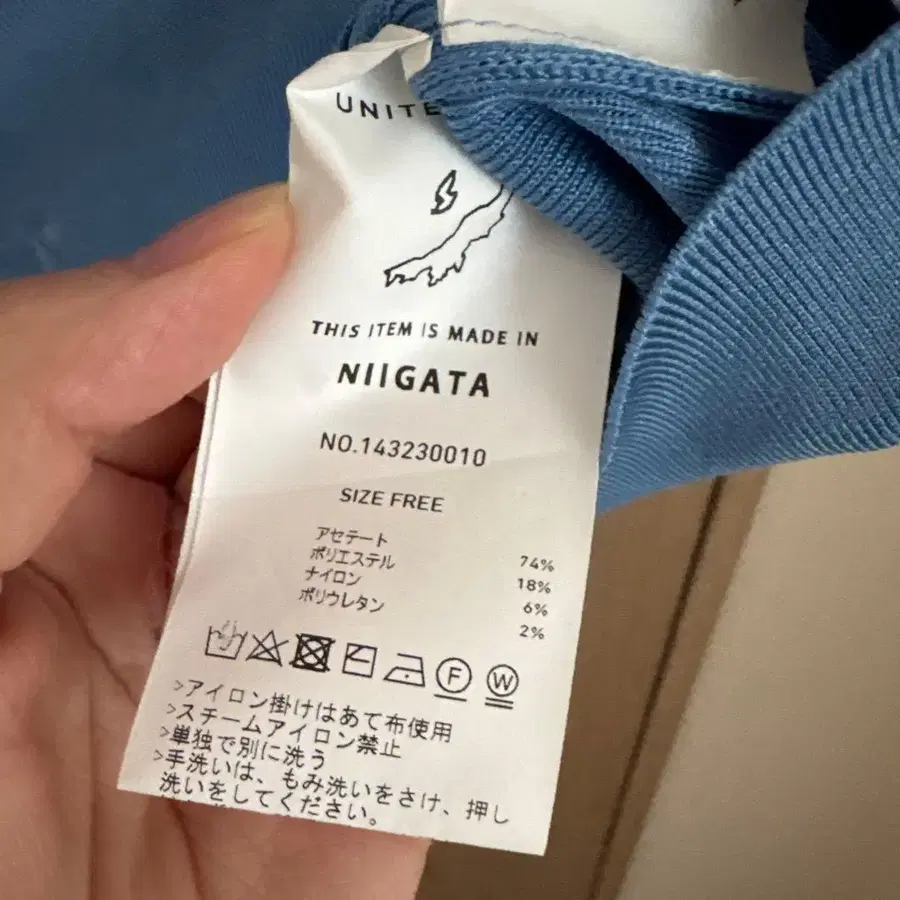 UNITE
THIS ITEM IS MADE IN
NIIGATA
NO.143230010
SIZE FREE
アセテート 74%
ポリエステル 18%
ナイロン 6%
ポリウレタン 2%
F W
>アイロン掛けはあて布使用
>スチームアイロン禁止
>単独で別に洗う
>手洗いは、もみ洗いをさけ、押し
洗いをしてください。